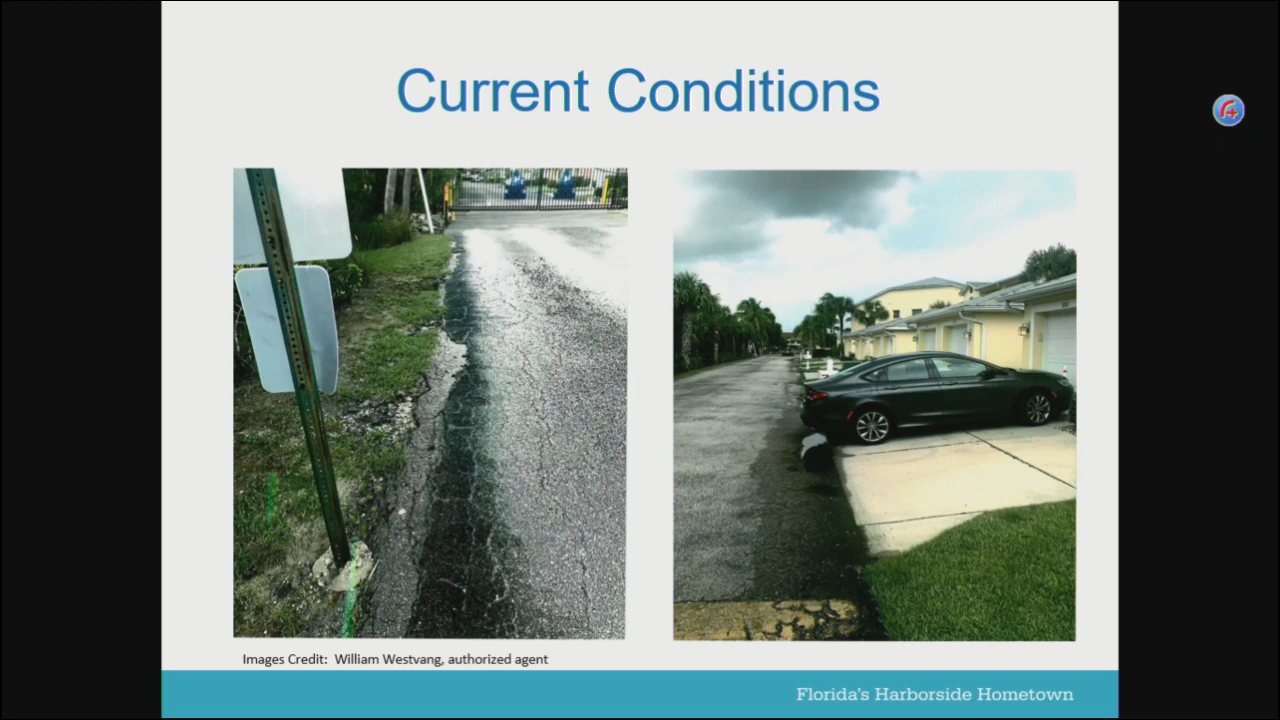 Current Conditions
Images Credit:  William Westvang, authorized agent
Florida's Harborside Hometown